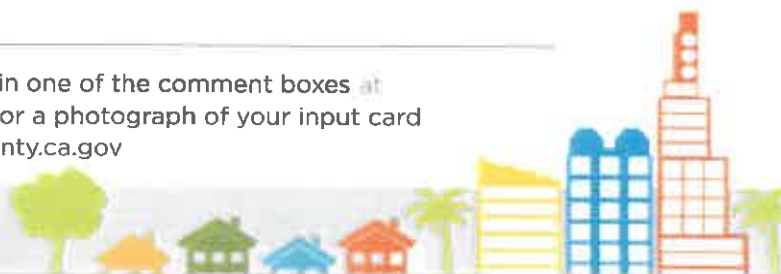 in one of the comment boxes at
or a photograph of your input card
nty.ca.gov